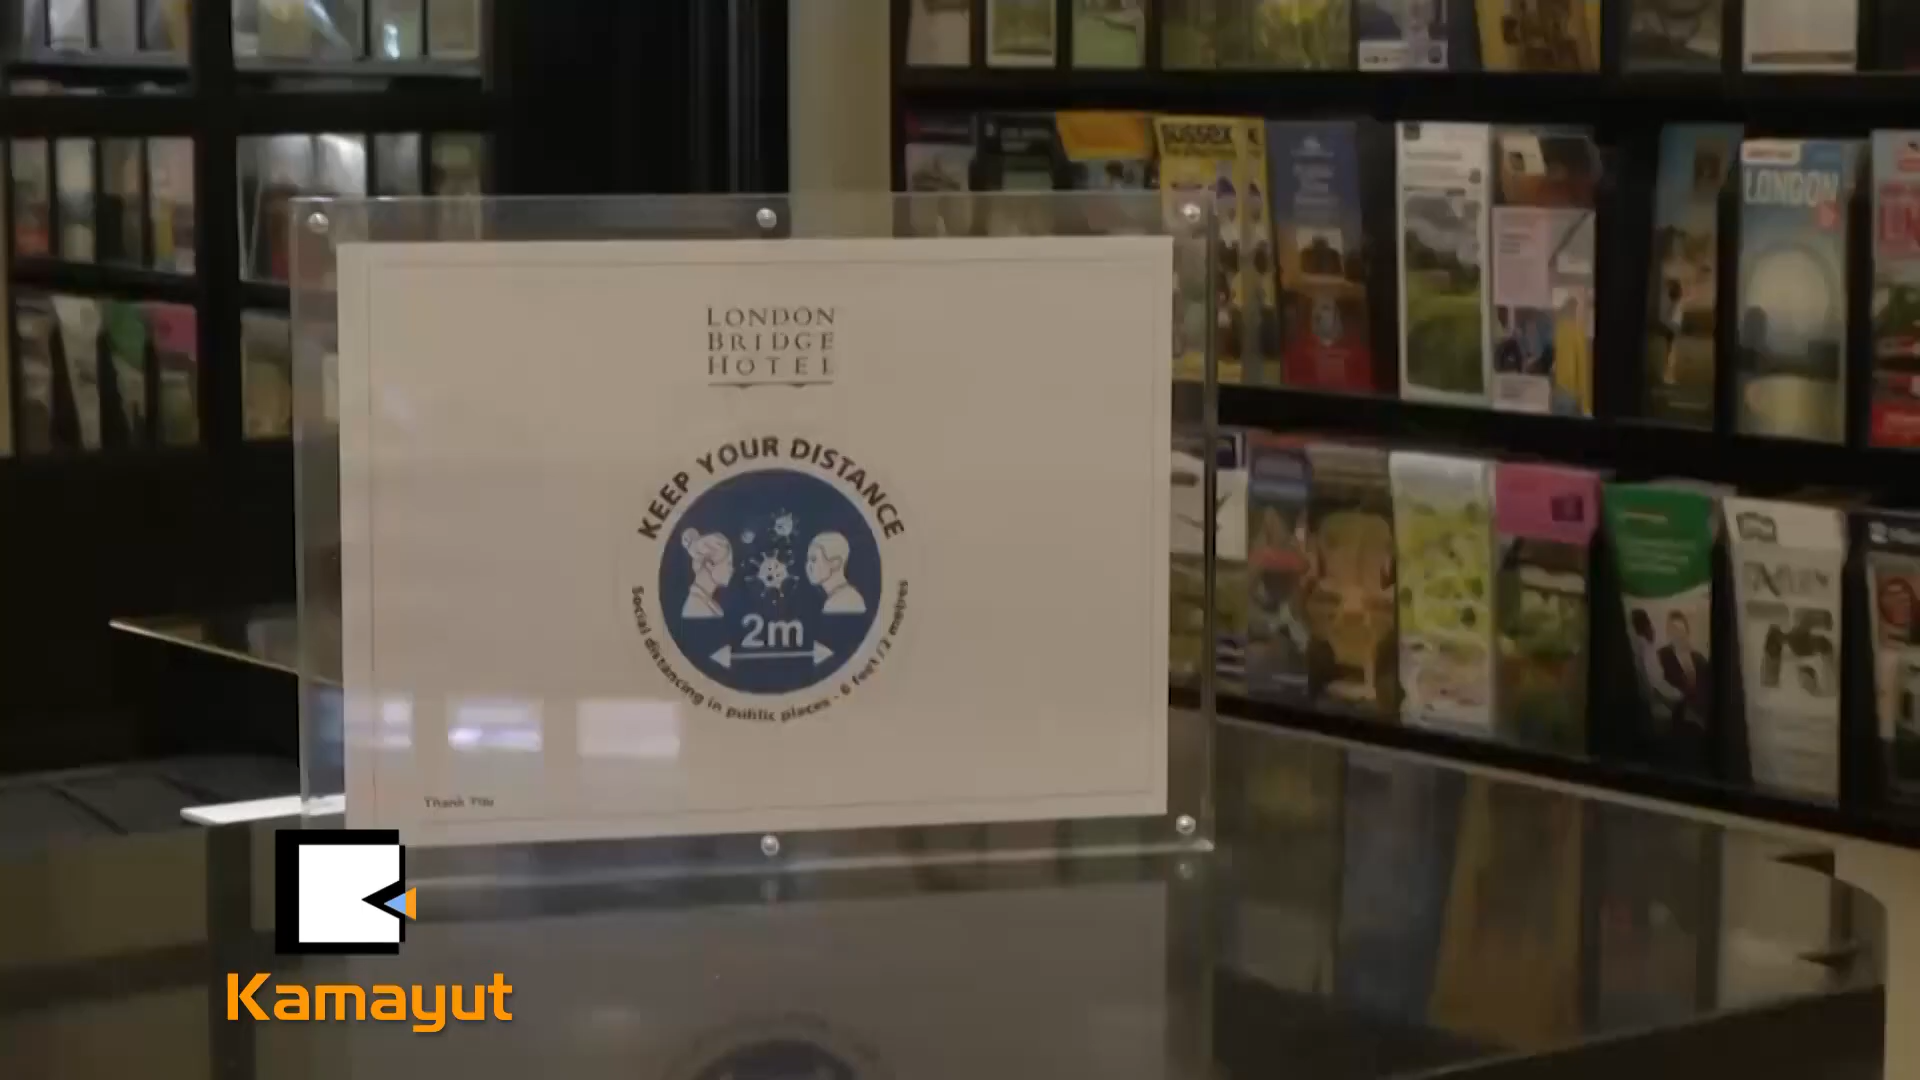 SUSSEX
LONDON
LONDON
BRIDGE
HOTEL
KEEP YOUR DISTANCE
2m
Social distancing in public places - 6 feet / 2 metres
Thank You
Kamayut